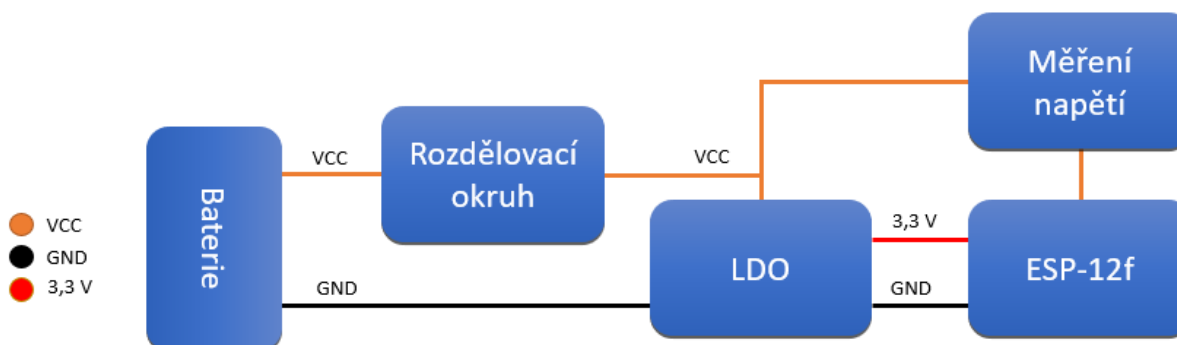 Měření
napětí
VCC
Rozdělovací
okruh
VCC
Baterie
VCC
GND
3,3 V
GND
LDO
3,3 V
GND
ESP-12f